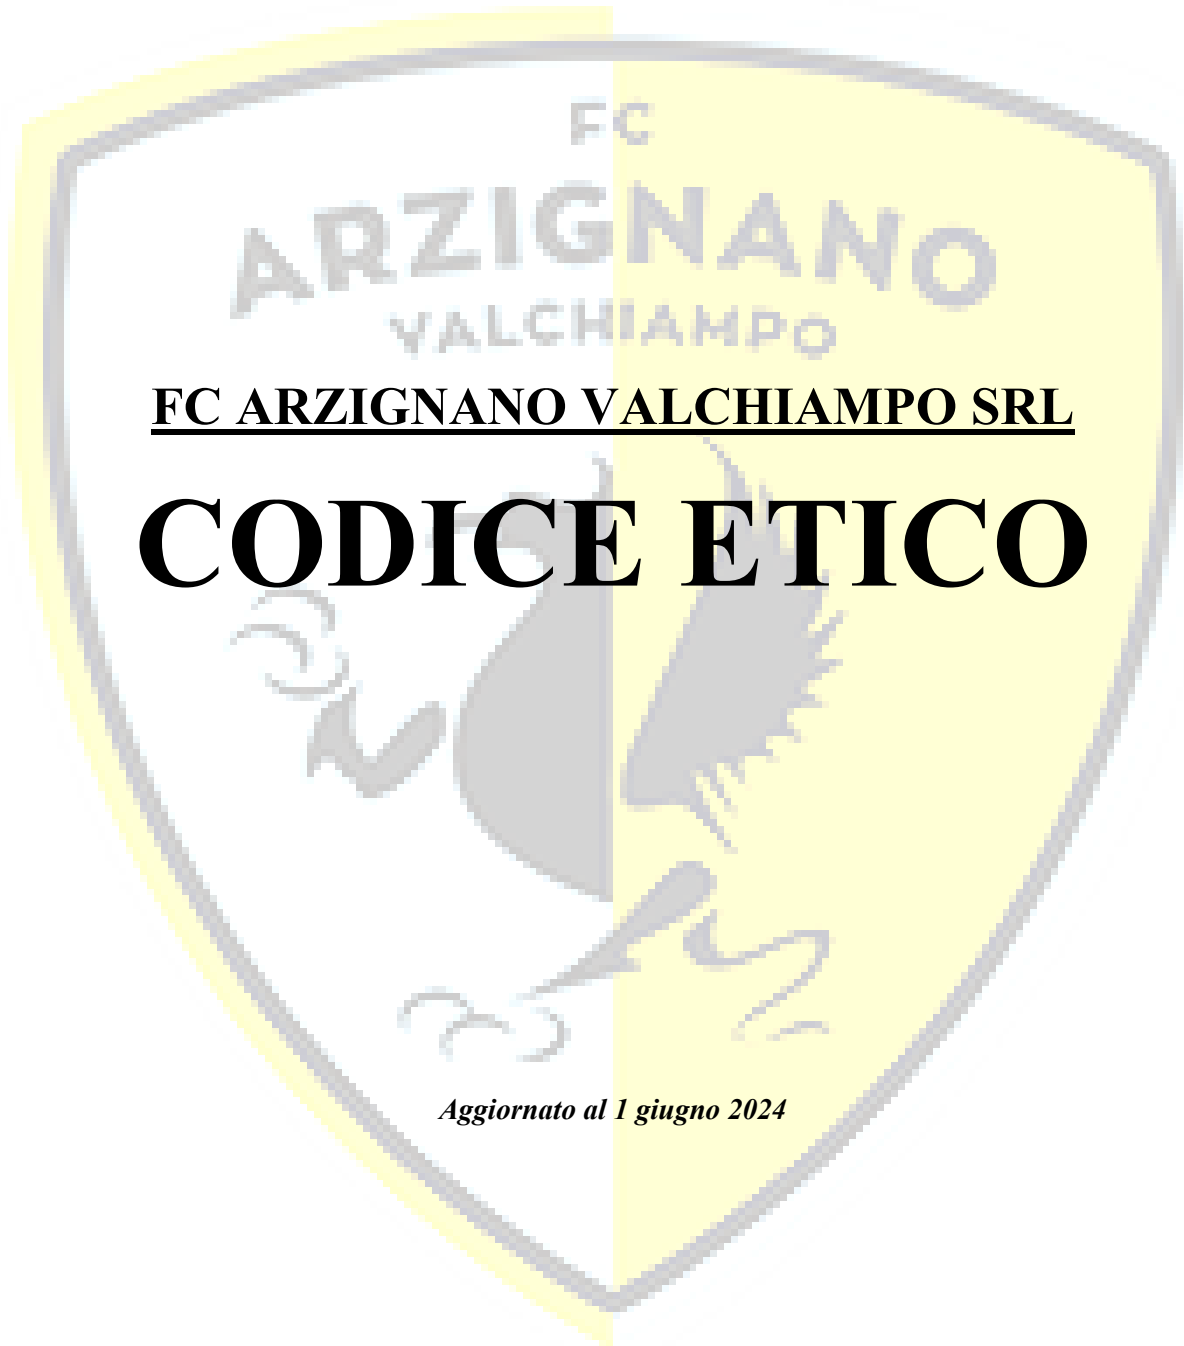 FC
ARZIGNANO
VALCHIAMPO
FC ARZIGNANO VALCHIAMPO SRL
CODICE ETICO
Aggiornato al 1 giugno 2024